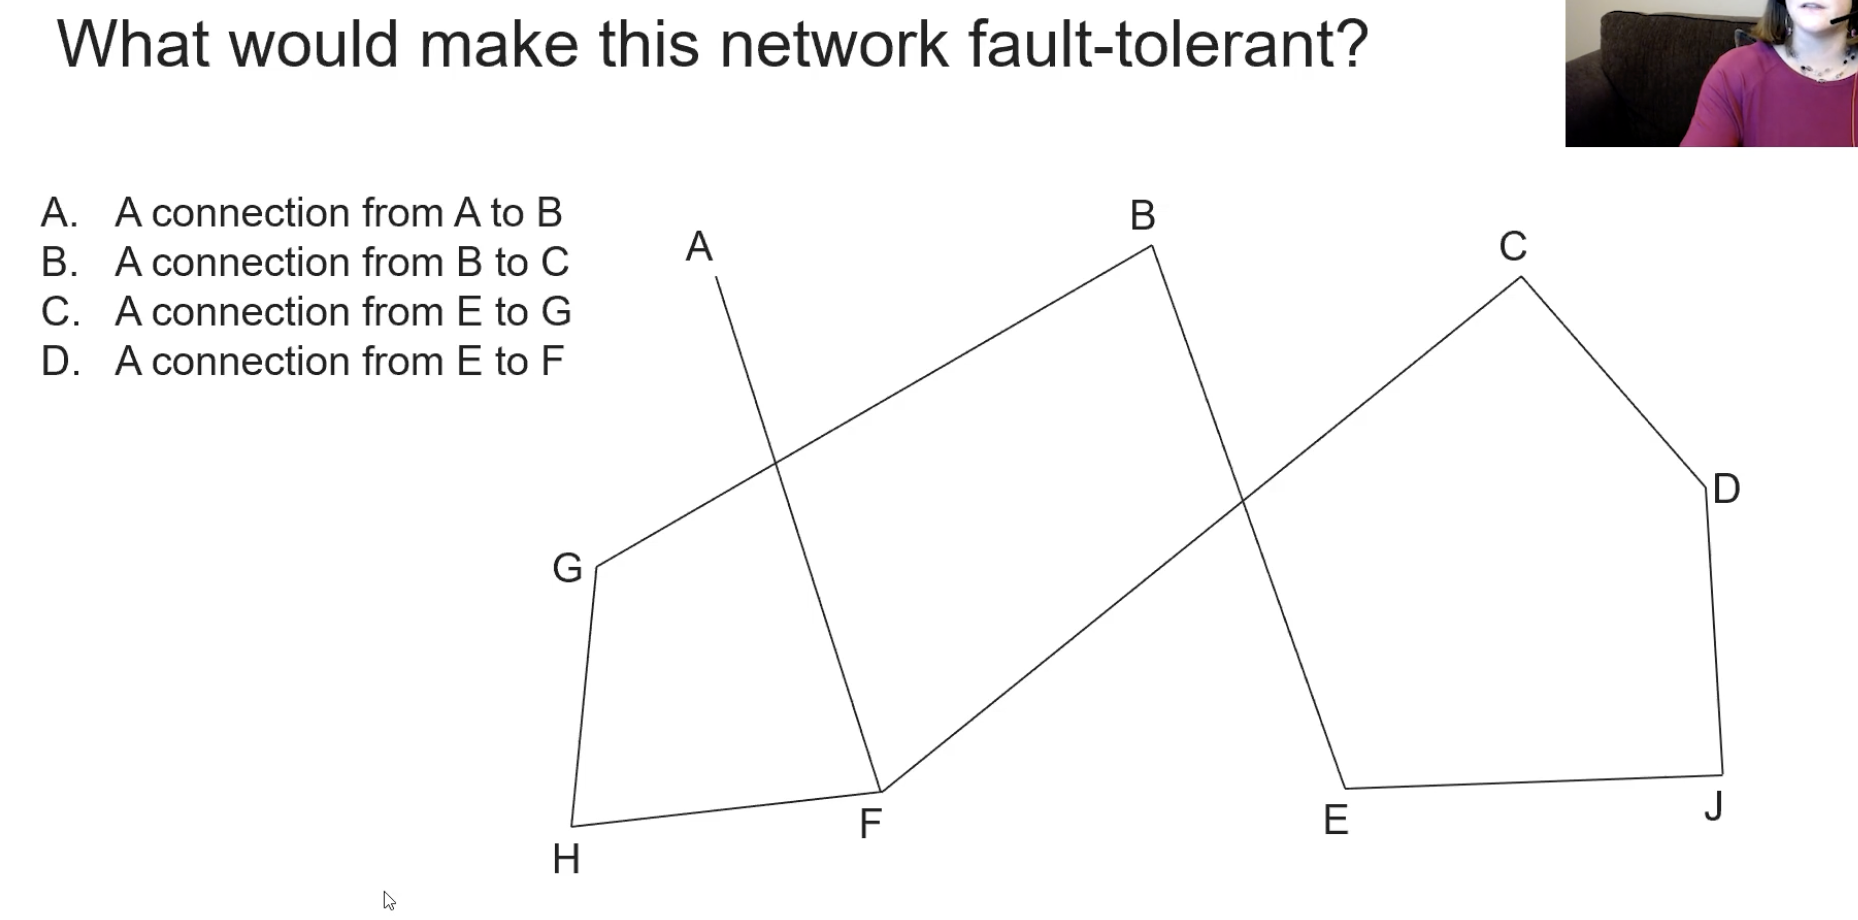 What would make this network fault-tolerant?
A. A connection from A to B
B. A connection from B to C
C. A connection from E to G
D. A connection from E to F
A
B
C
D
G
H
F
E
J